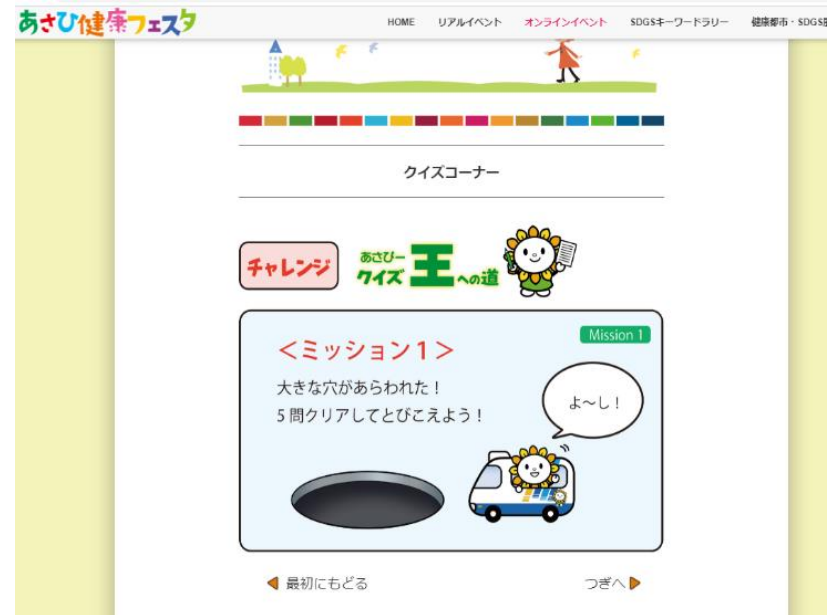 あさひ健康フェスタ
HOME リアルイベント オンラインイベント SDGSキーワードラリー 健康都市・SDGS
クイズコーナー
チャレンジ
あさぴー
クイズ王への道
Mission 1
＜ミッション1＞
大きな穴があらわれた！
5問クリアしてとびこえよう！
よ～し！
最初にもどる つぎへ